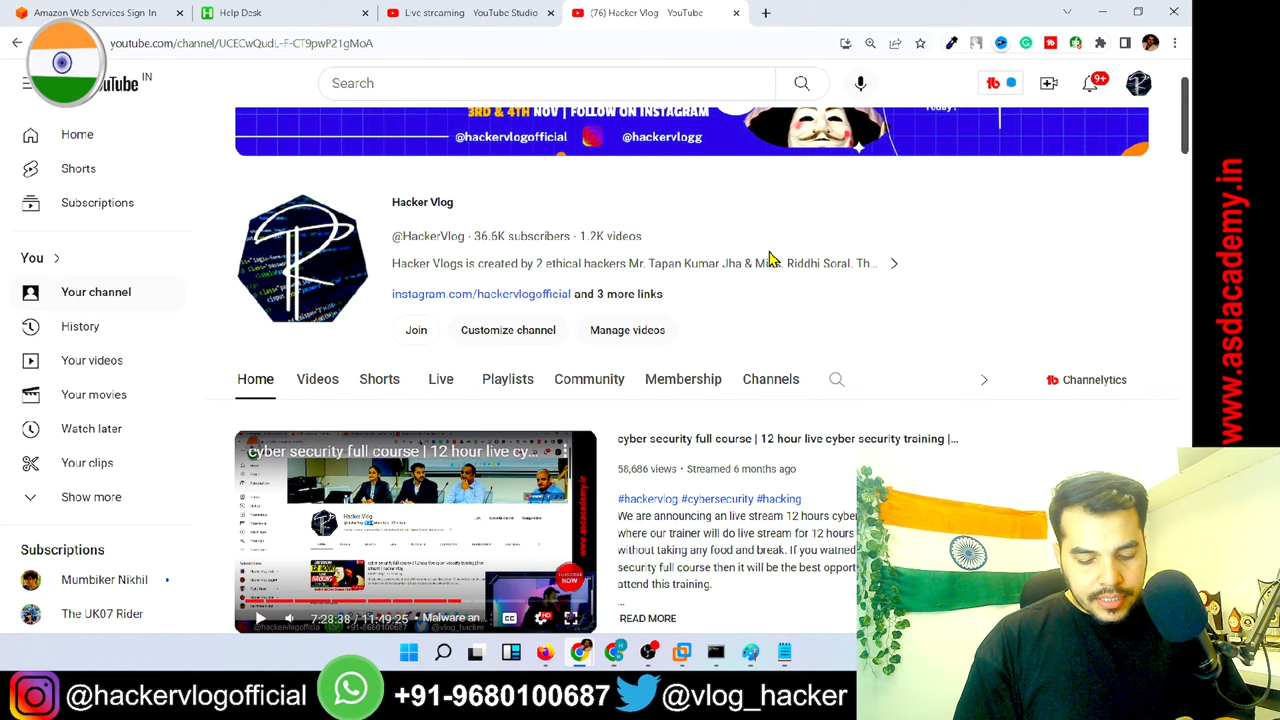 Amazon Web Services Sign In
Help Desk
Live streaming - YouTube Studio
(76) Hacker Vlog - YouTube
youtube.com/channel/UCECwQudL-F-CT9pwP21gMoA
IN
Search
9+
3RD & 4TH NOV | FOLLOW ON INSTAGRAM
@hackervlogofficial @hackervlogg
Home
Shorts
Subscriptions
You
Your channel
History
Your videos
Your movies
Watch later
Your clips
Show more
Subscriptions
The UK07 Rider
Hacker Vlog
@HackerVlog · 36.6K subscribers · 1.2K videos
Hacker Vlogs is created by 2 ethical hackers Mr. Tapan Kumar Jha & Riddhi Soral. Th...
instagram.com/hackervlogofficial and 3 more links
Join
Customize channel
Manage videos
Home Videos Shorts Live Playlists Community Membership Channels
Channelytics
cyber security full course | 12 hour live cy...
7:28:38 / 11:49:25 · Malware an...
cyber security full course | 12 hour live cyber security training |...
58,686 views • Streamed 6 months ago
#hackervlog #cybersecurity #hacking
We are announcing an live stream 12 hours cybe
where our trainer will do live stream for 12 hours
without taking any food and break. If you watned
security full course then it will be the best opport
attend this training.
...
READ MORE
www.asdacademy.in
@hackervlogofficial
+91-9680100687
@vlog_hacker